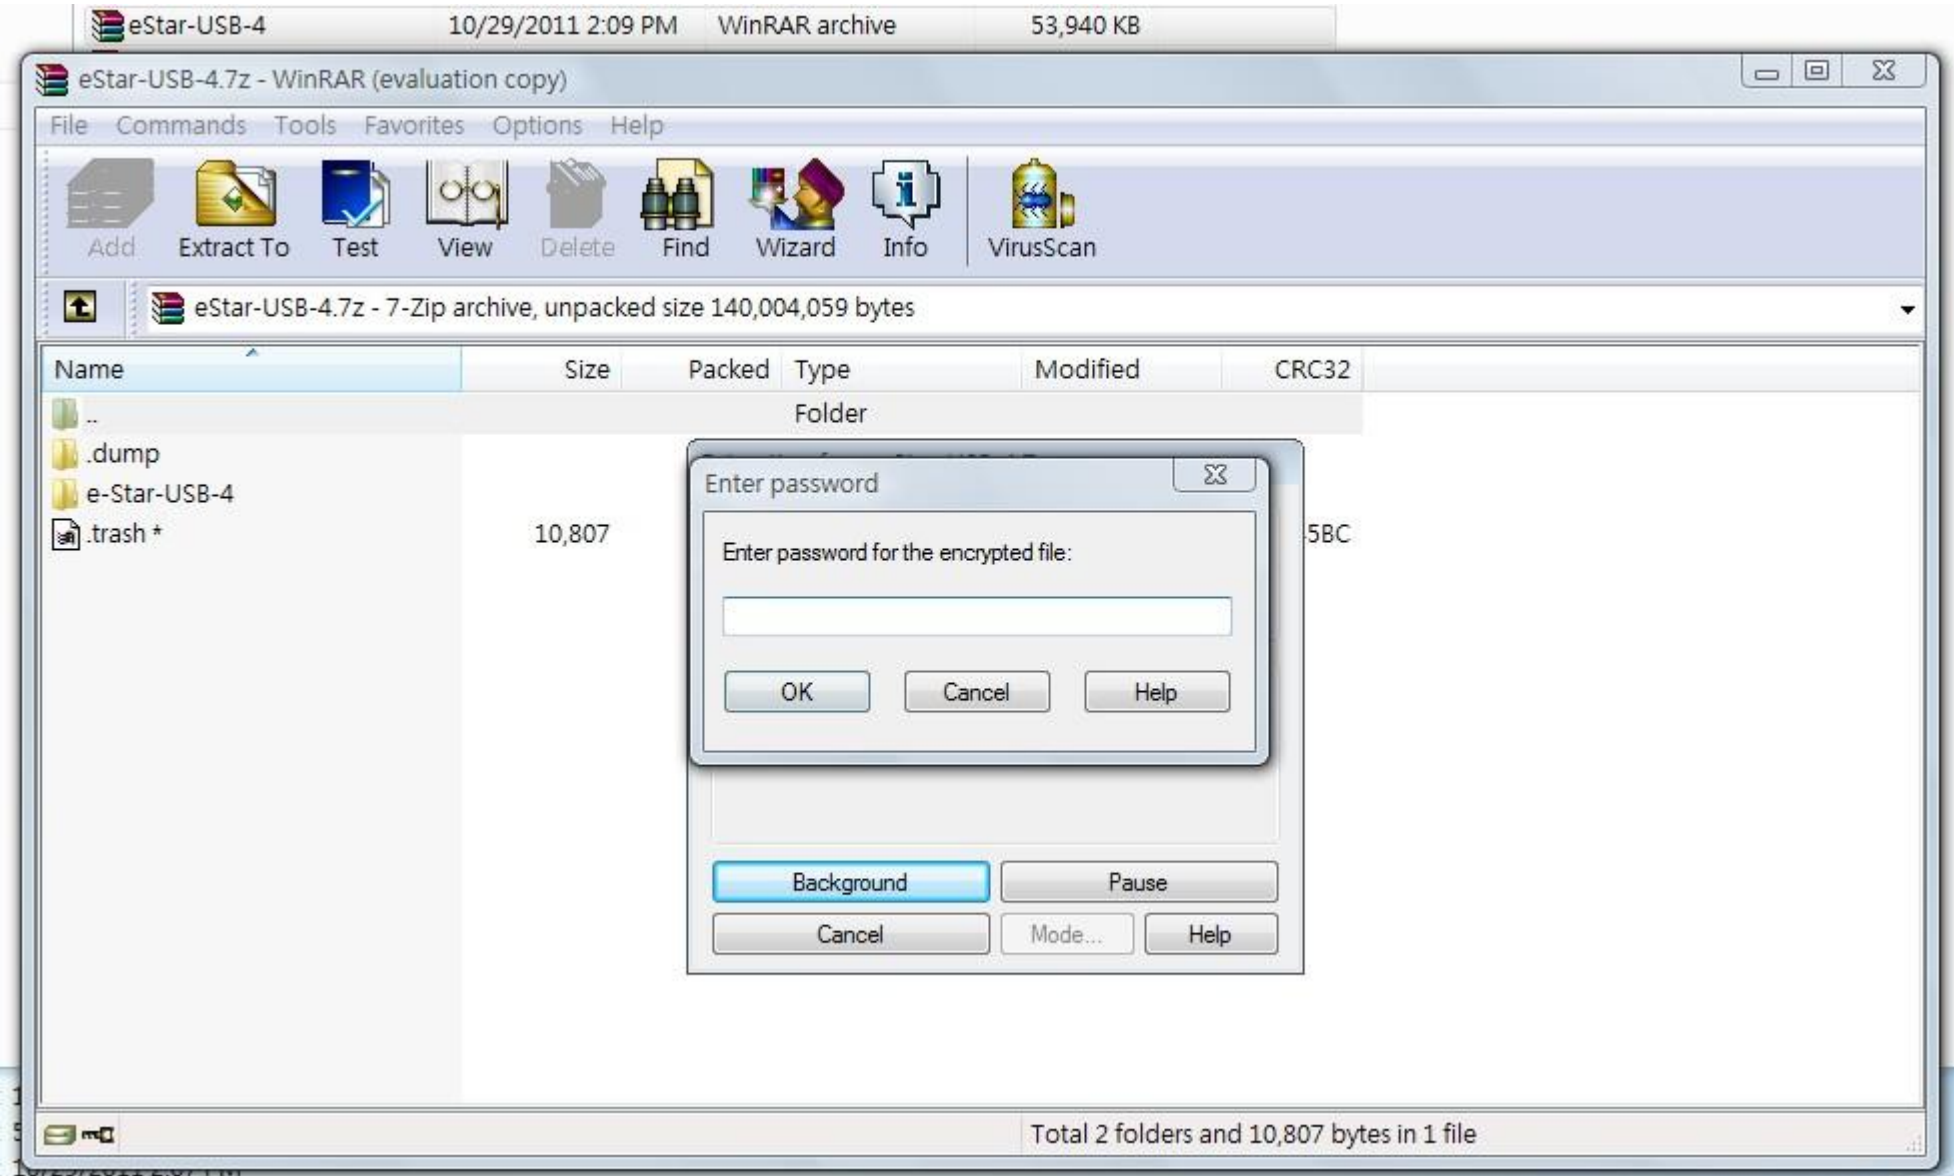 eStar-USB-4 10/29/2011 2:09 PM WinRAR archive 53,940 KB
eStar-USB-4.7z - WinRAR (evaluation copy)
File Commands Tools Favorites Options Help
Add Extract To Test View Delete Find Wizard Info VirusScan
eStar-USB-4.7z - 7-Zip archive, unpacked size 140,004,059 bytes
Name Size Packed Type Modified CRC32
.. Folder
.dump
e-Star-USB-4
.trash * 10,807 5BC
Enter password
Enter password for the encrypted file:
OK Cancel Help
Background Pause
Cancel Mode... Help
Total 2 folders and 10,807 bytes in 1 file